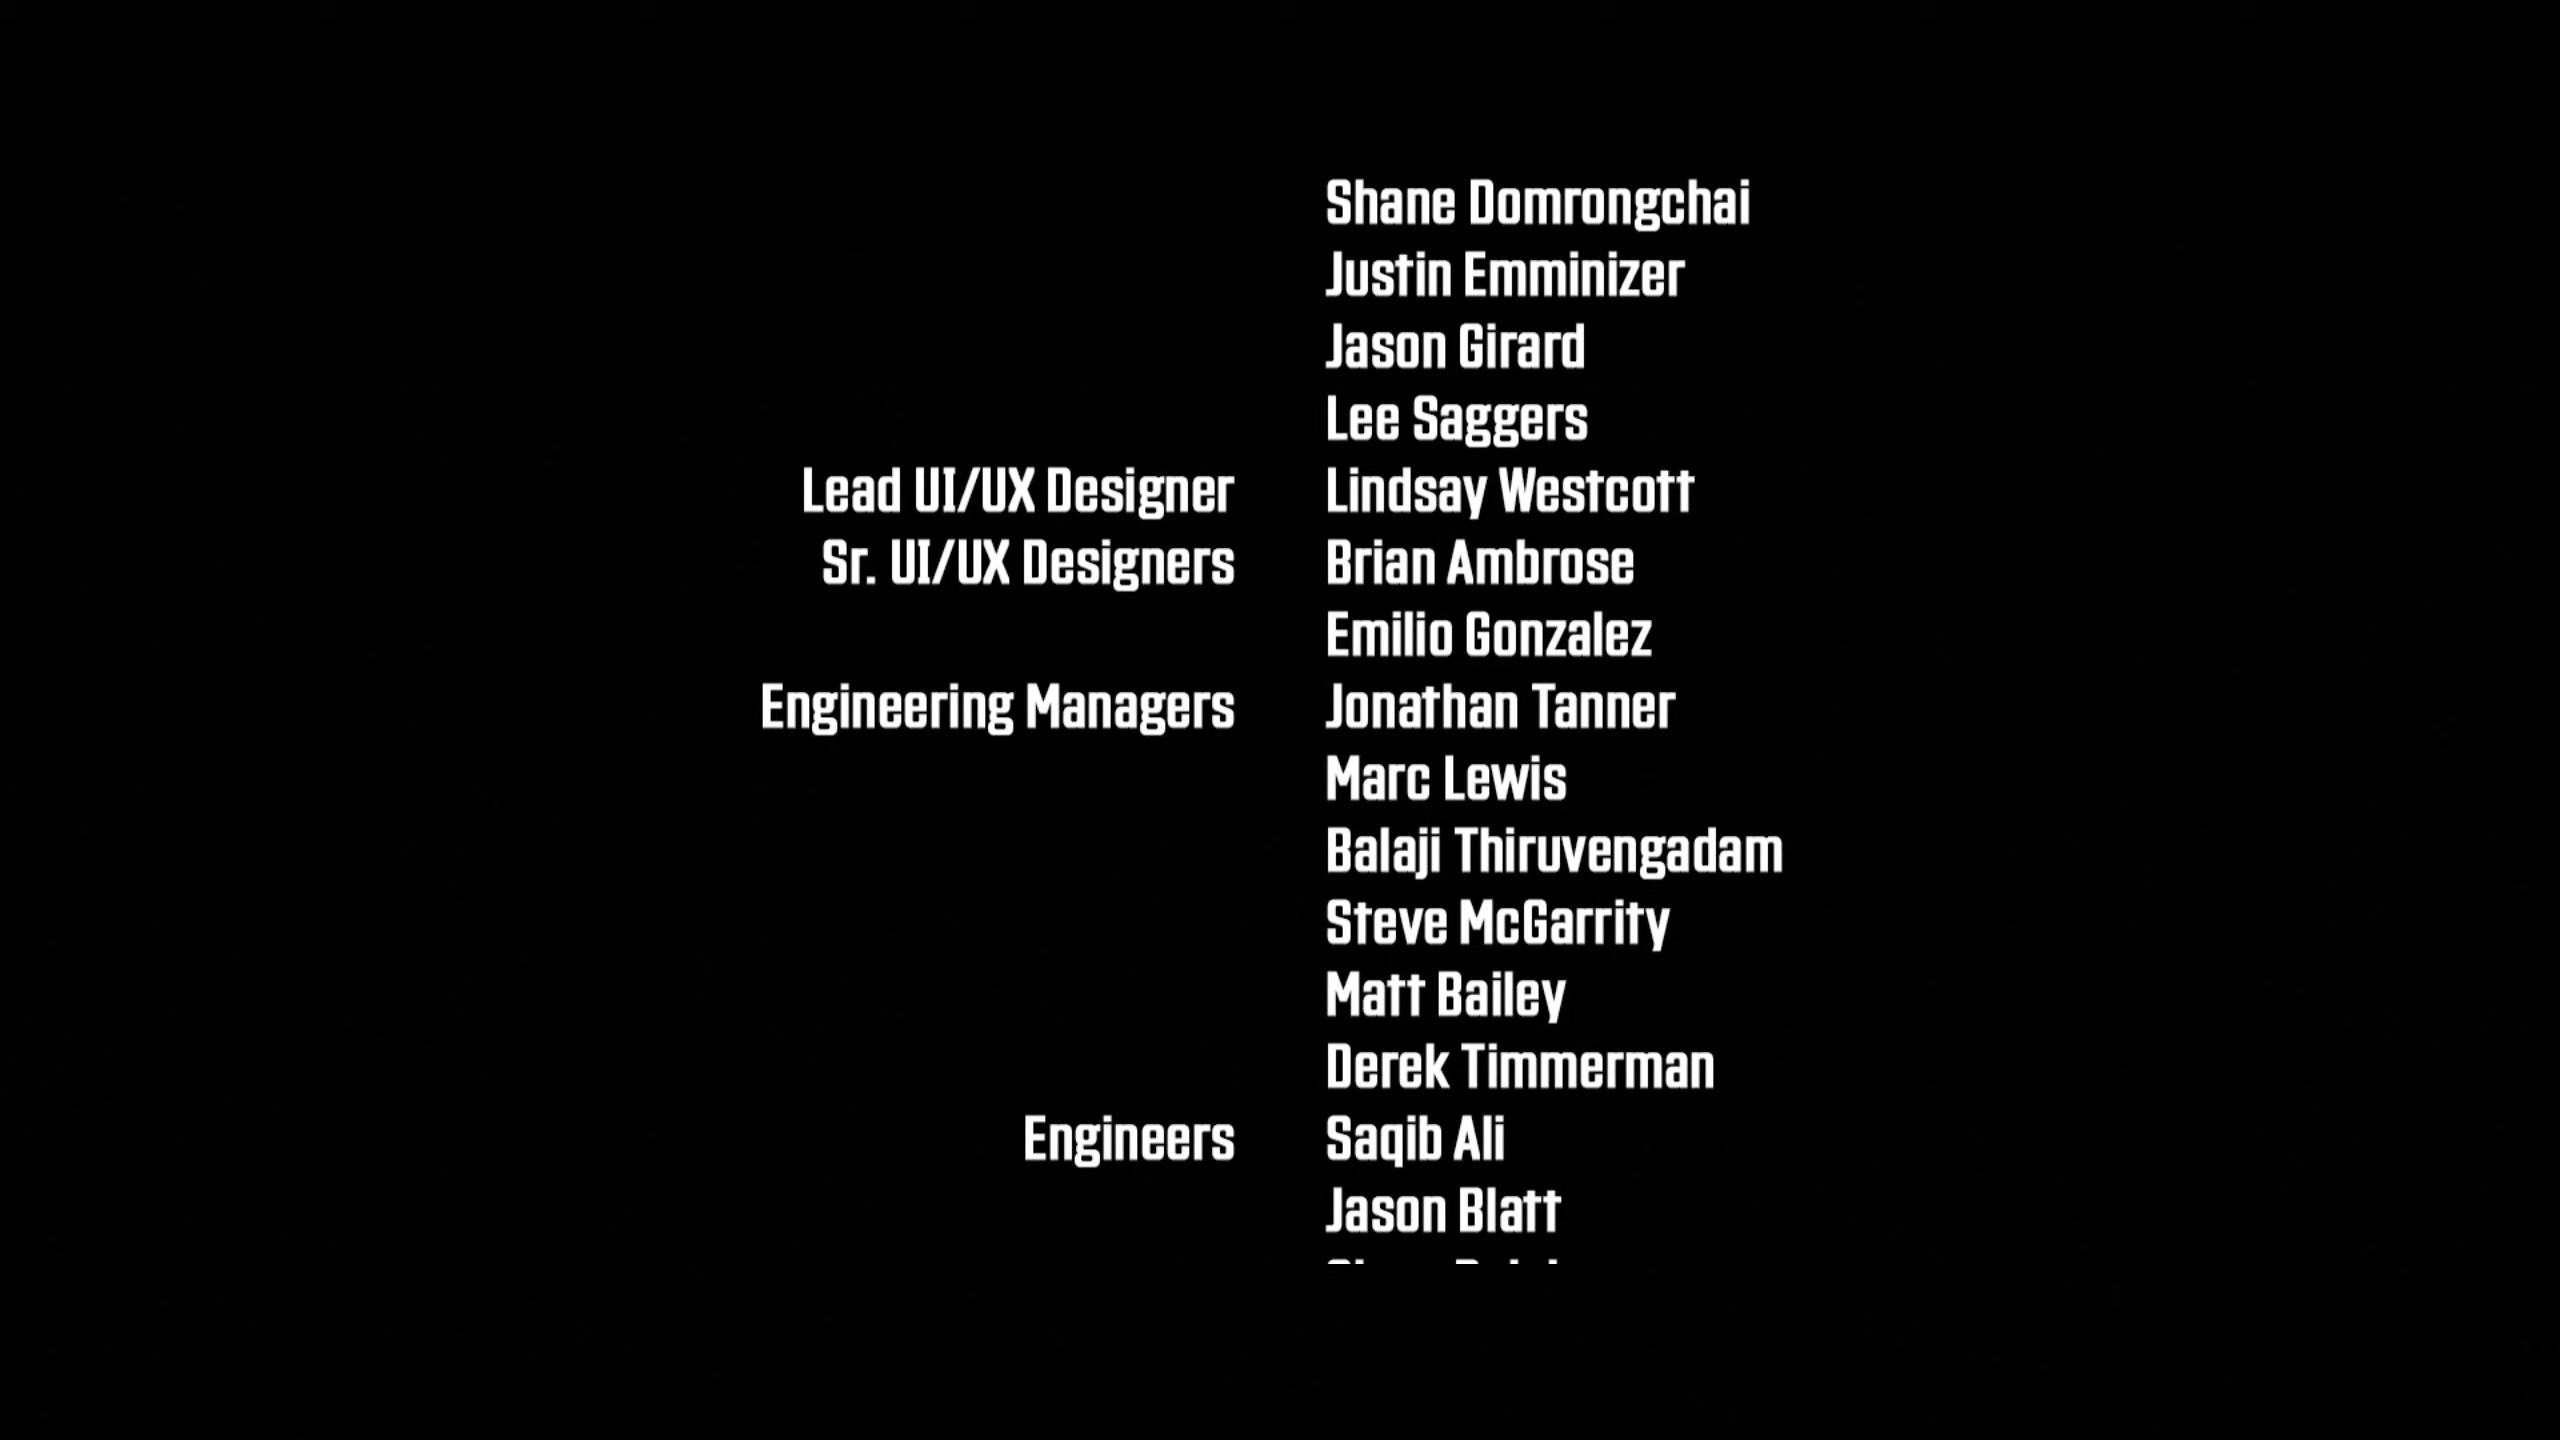 Shane Domrongchai
Justin Emminizer
Jason Girard
Lee Saggers
Lead UI/UX Designer Lindsay Westcott
Sr. UI/UX Designers Brian Ambrose
Emilio Gonzalez
Engineering Managers Jonathan Tanner
Marc Lewis
Balaji Thiruvengadam
Steve McGarrity
Matt Bailey
Derek Timmerman
Engineers Saqib Ali
Jason Blatt